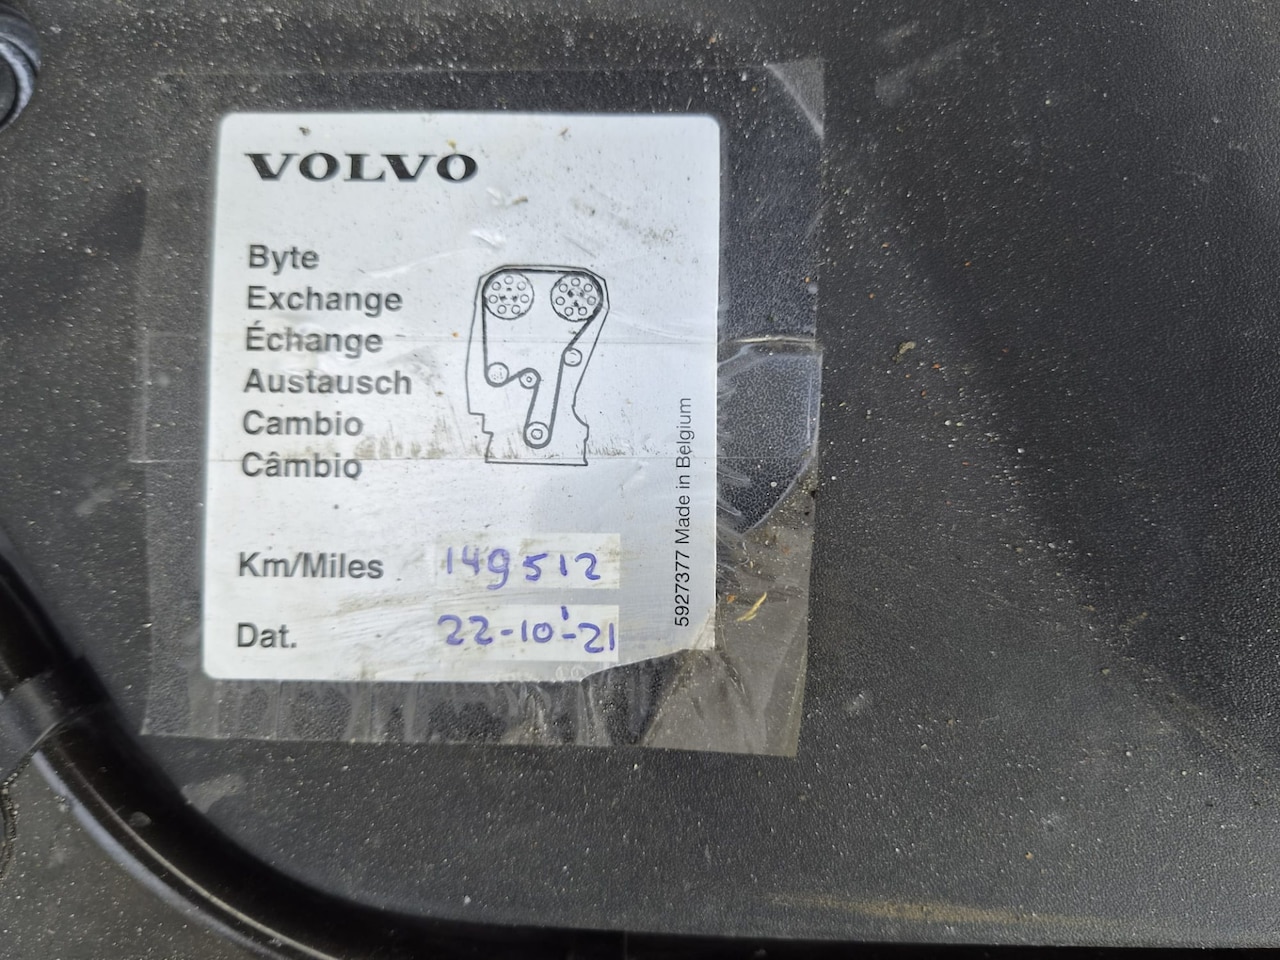 VOLVO
Byte
Exchange
Échange
Austausch
Cambio
Câmbio
Km/Miles 149512
Dat. 22-10-21
5927377 Made in Belgium